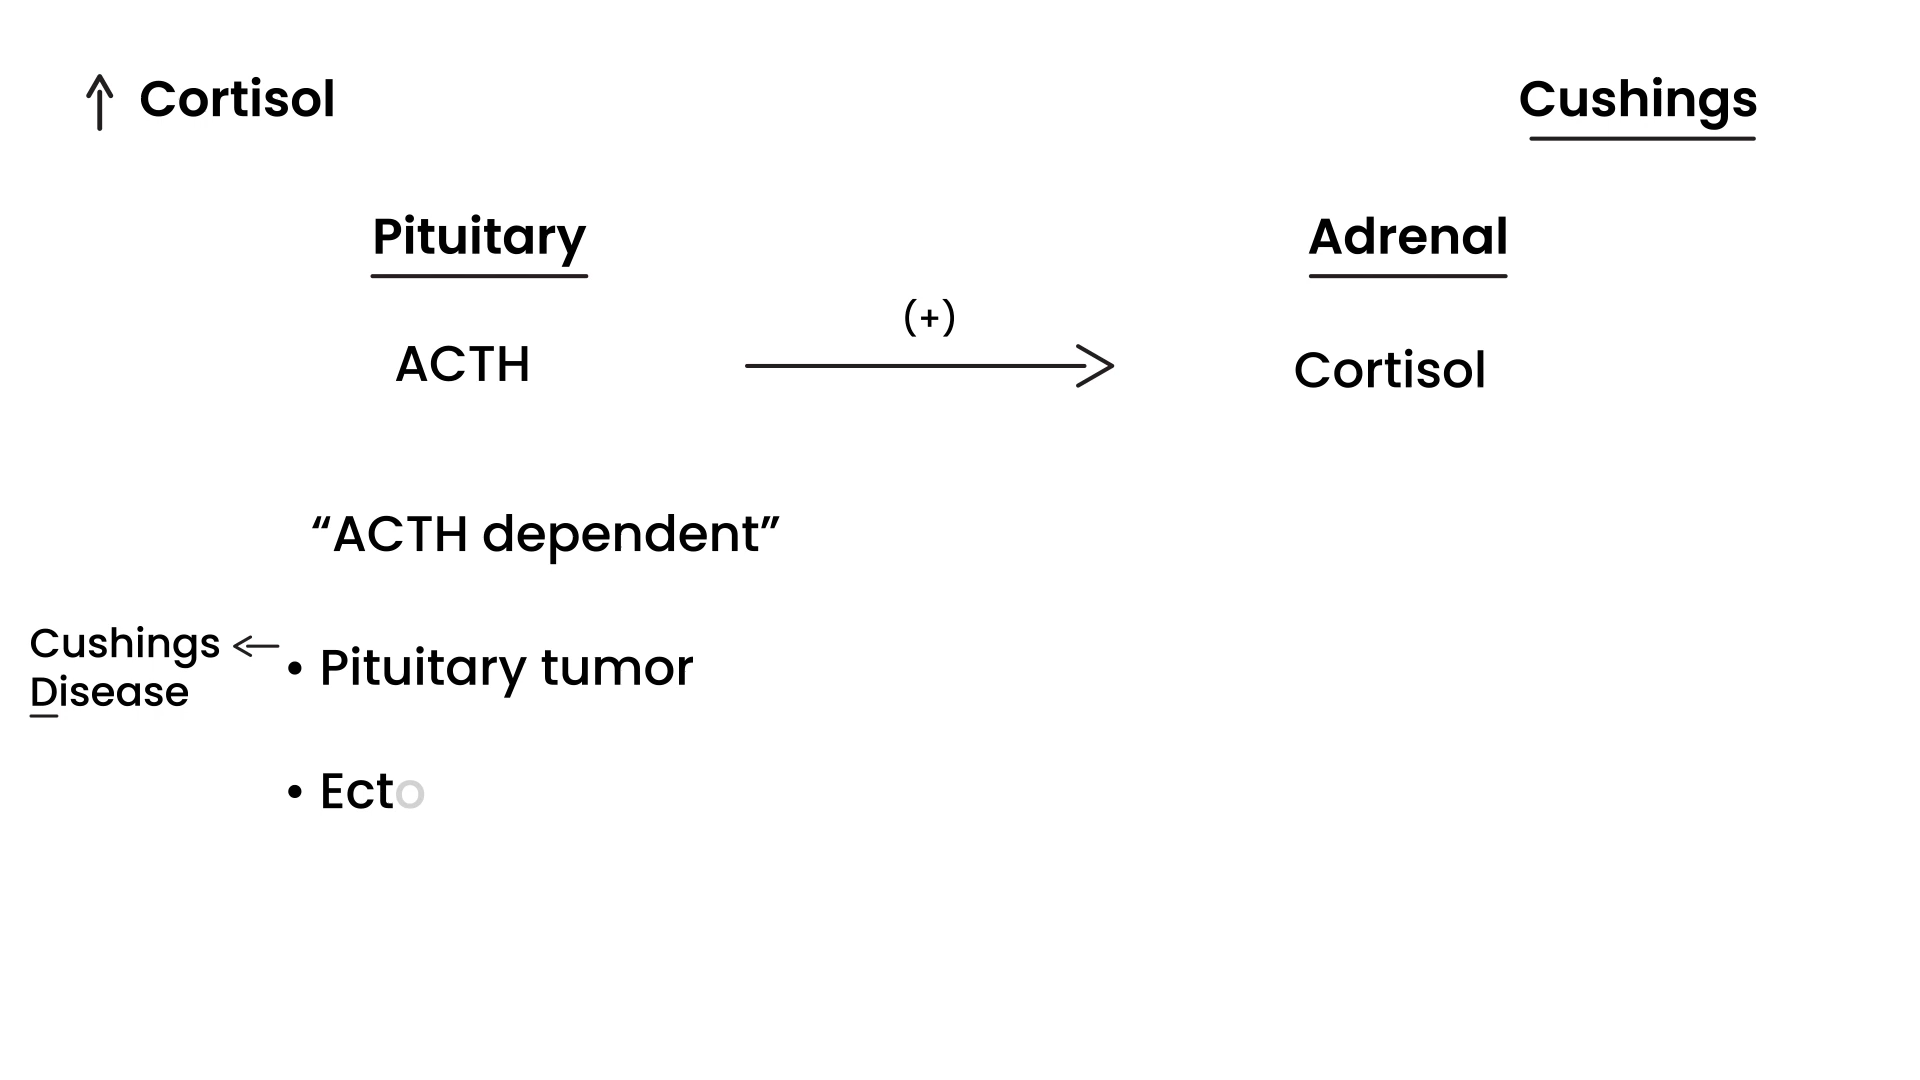 ↑ Cortisol
Cushings
Pituitary
Adrenal
(+)
ACTH
Cortisol
“ACTH dependent”
Cushings
Disease
• Pituitary tumor
• Ecto